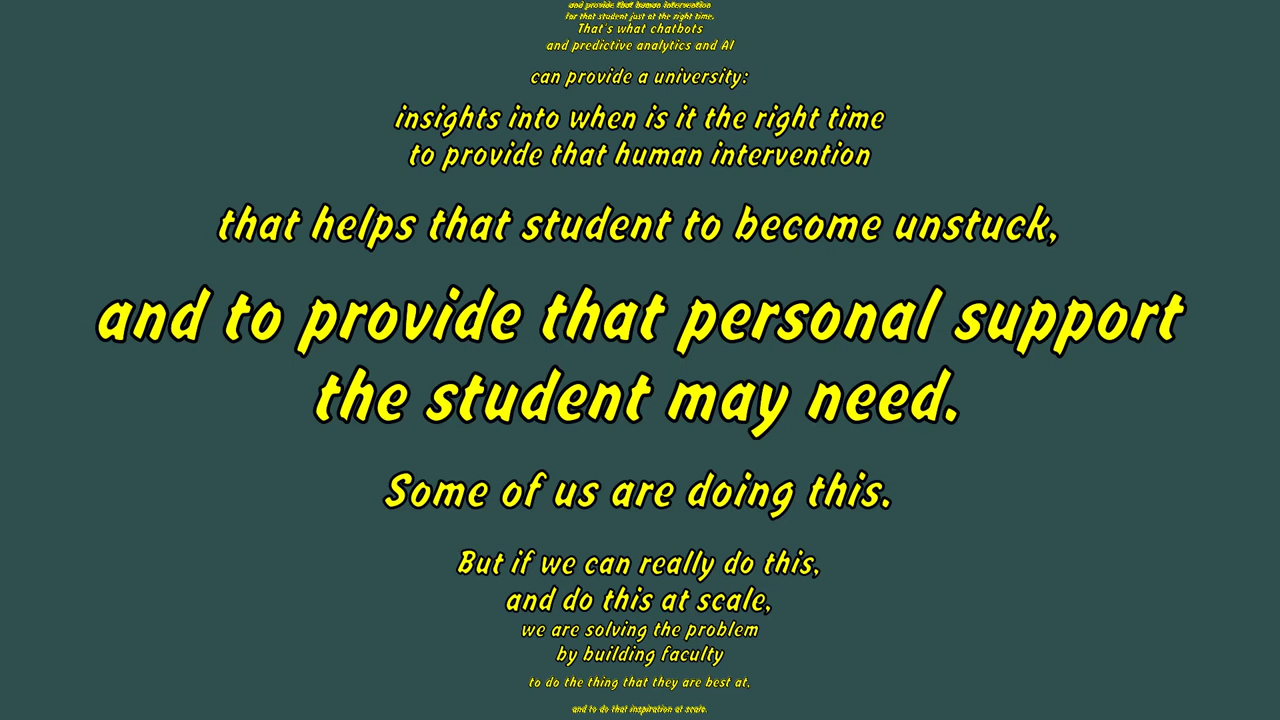 and provide that human intervention
for that student just at the right time.
That's what chatbots
and predictive analytics and AI
can provide a university:
insights into when is it the right time
to provide that human intervention
that helps that student to become unstuck,
and to provide that personal support
the student may need.
Some of us are doing this.
But if we can really do this,
and do this at scale,
we are solving the problem
by building faculty
to do the thing that they are best at,
and to do that inspiration at scale.